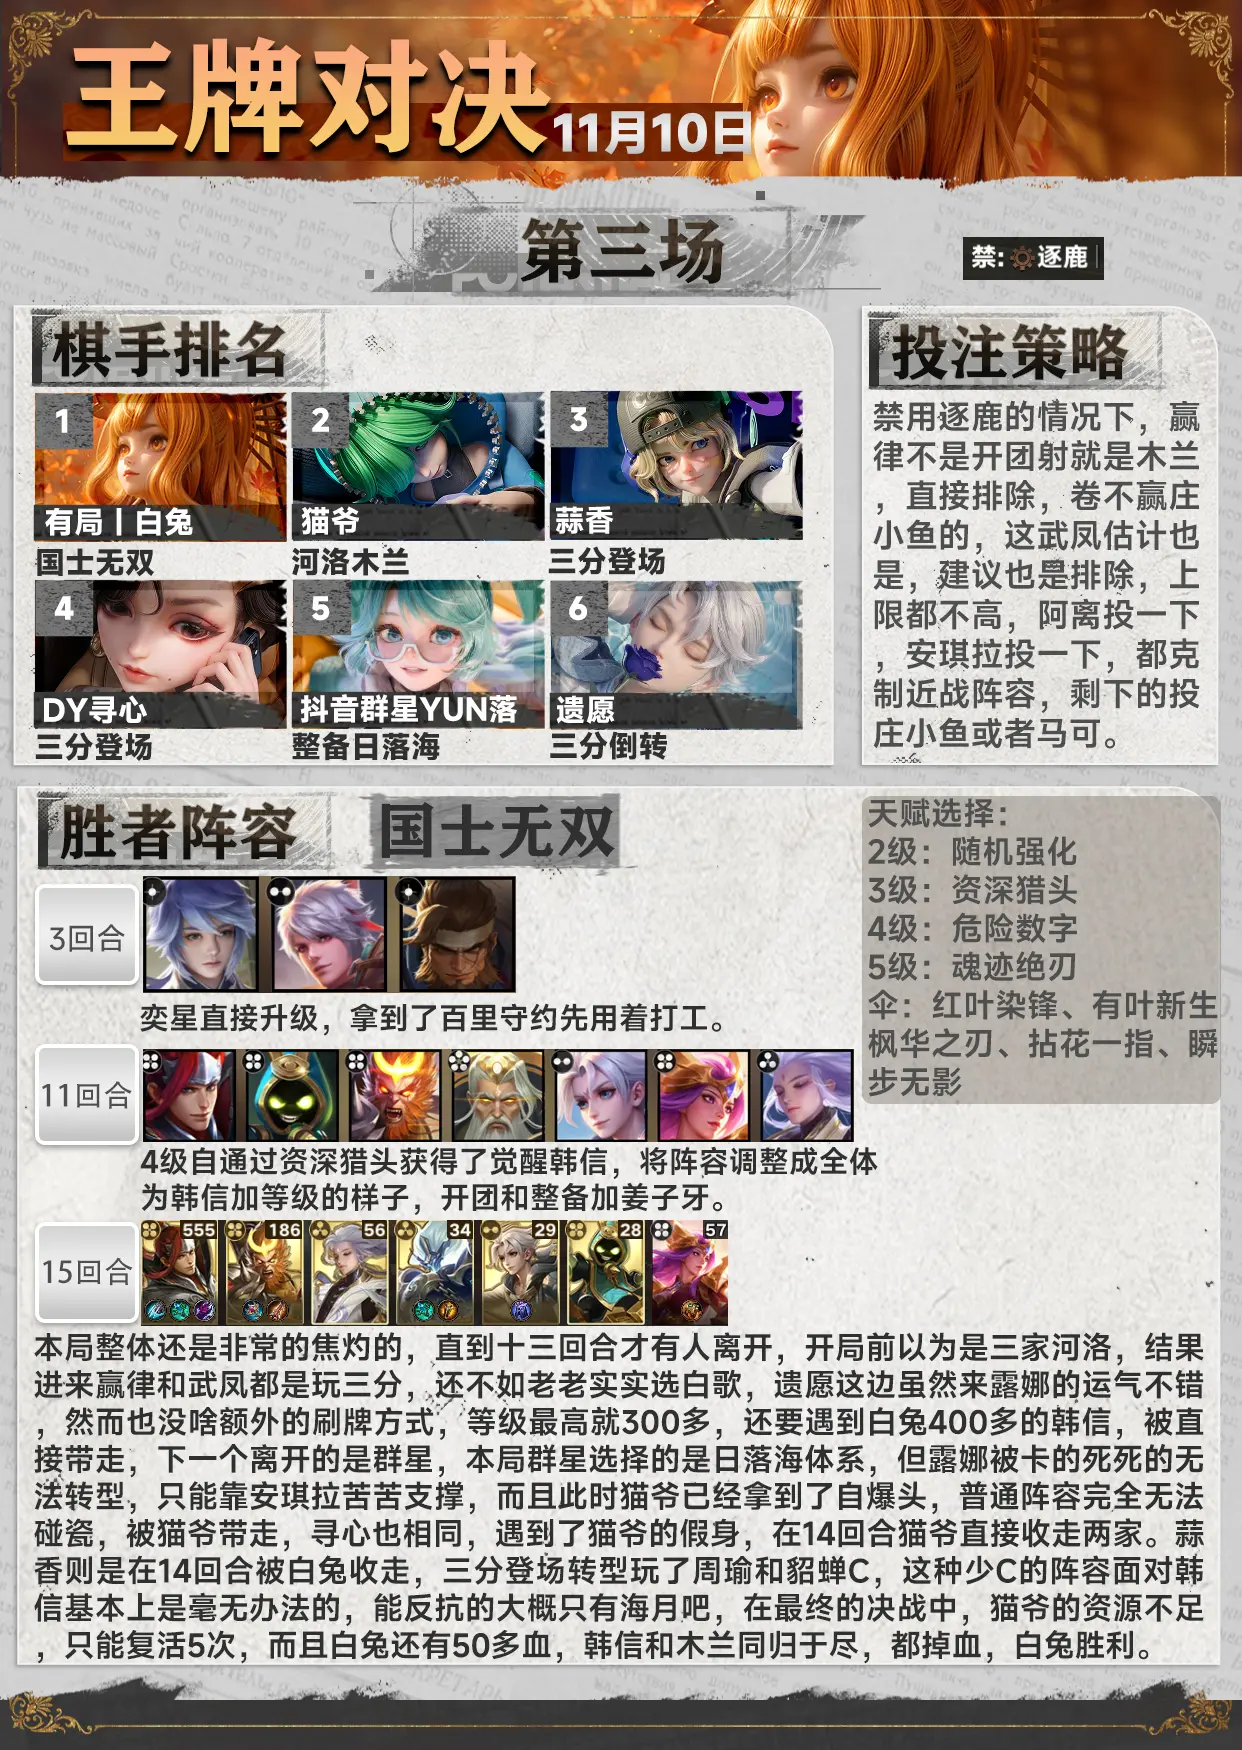 王牌对决
11月10日
第三场
禁:逐鹿
棋手排名
1
有局丨白兔
国士无双
2
猫爷
河洛木兰
3
蒜香
三分登场
4
DY寻心
三分登场
5
抖音群星YUN落
整备日落海
6
遗愿
三分倒转
投注策略
禁用逐鹿的情况下，赢
律不是开团射就是木兰
，直接排除，卷不赢庄
小鱼的，这武凤估计也
是，建议也是排除，上
限都不高，阿离投一下
，安琪拉投一下，都克
制近战阵容，剩下的投
庄小鱼或者马可。
胜者阵容
国士无双
天赋选择：
2级：随机强化
3级：资深猎头
4级：危险数字
5级：魂迹绝刃
伞：红叶染锋、有叶新生
枫华之刃、拈花一指、瞬
步无影
3回合
奕星直接升级，拿到了百里守约先用着打工。
11回合
4级自通过资深猎头获得了觉醒韩信，将阵容调整成全体
为韩信加等级的样子，开团和整备加姜子牙。
15回合
555
186
56
34
29
28
57
本局整体还是非常的焦灼的，直到十三回合才有人离开，开局前以为是三家河洛，结果
进来赢律和武凤都是玩三分，还不如老老实实选白歌，遗愿这边虽然来露娜的运气不错
，然而也没啥额外的刷牌方式，等级最高就300多，还要遇到白兔400多的韩信，被直
接带走，下一个离开的是群星，本局群星选择的是日落海体系，但露娜被卡的死死的无
法转型，只能靠安琪拉苦苦支撑，而且此时猫爷已经拿到了自爆头，普通阵容完全无法
碰瓷，被猫爷带走，寻心也相同，遇到了猫爷的假身，在14回合猫爷直接收走两家。蒜
香则是在14回合被白兔收走，三分登场转型玩了周瑜和貂蝉C，这种少C的阵容面对韩
信基本上是毫无办法的，能反抗的大概只有海月吧，在最终的决战中，猫爷的资源不足
，只能复活5次，而且白兔还有50多血，韩信和木兰同归于尽，都掉血，白兔胜利。